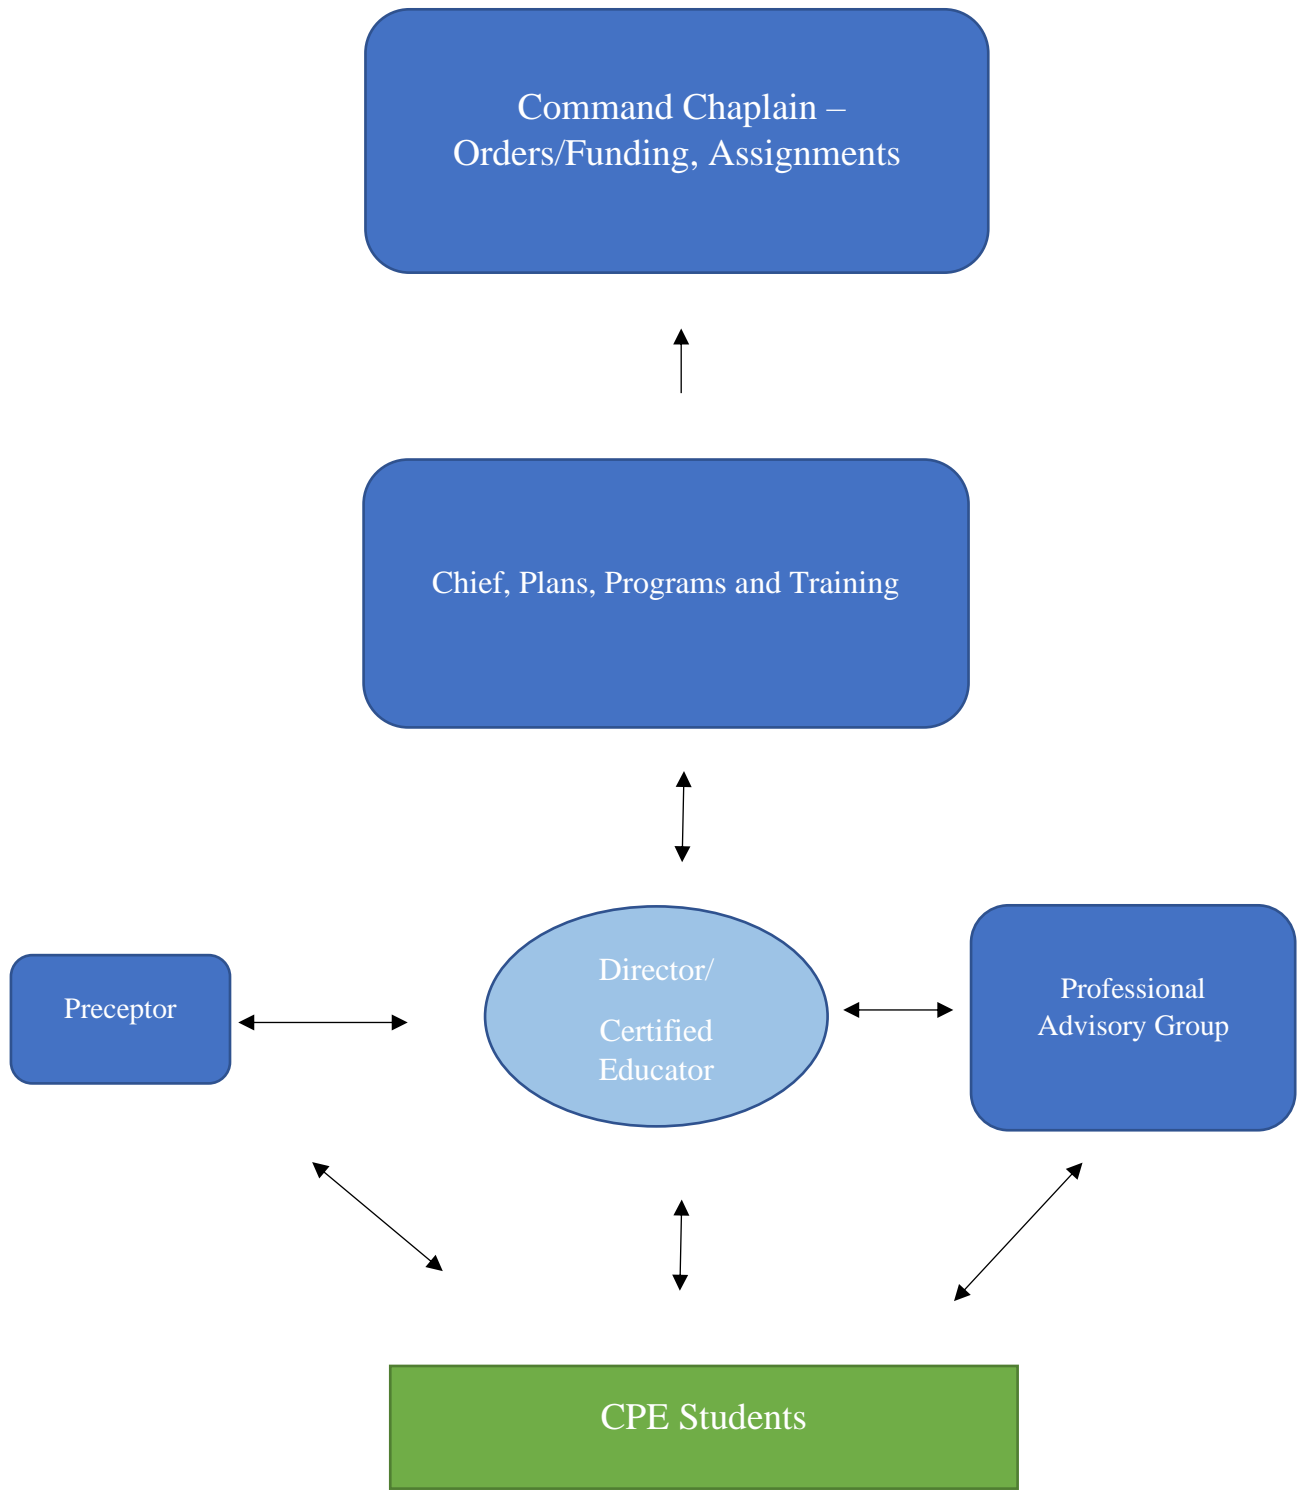 Command Chaplain –
Orders/Funding, Assignments
Chief, Plans, Programs and Training
Preceptor
Director/
Certified
Educator
Professional
Advisory Group
CPE Students